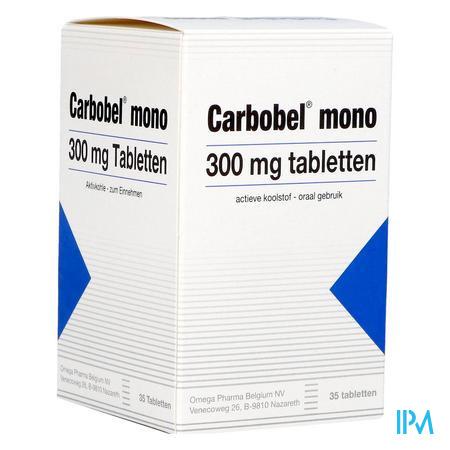 Carbobel® mono
300 mg Tabletten
Aktivkohle - zum Einnehmen
Omega Pharma Belgium NV
Venecoweg 26, B-9810 Nazareth
35 Tabletten
Carbobel® mono
300 mg tabletten
actieve koolstof - oraal gebruik
Omega Pharma Belgium NV
Venecoweg 26, B-9810 Nazareth
35 tabletten
IPM